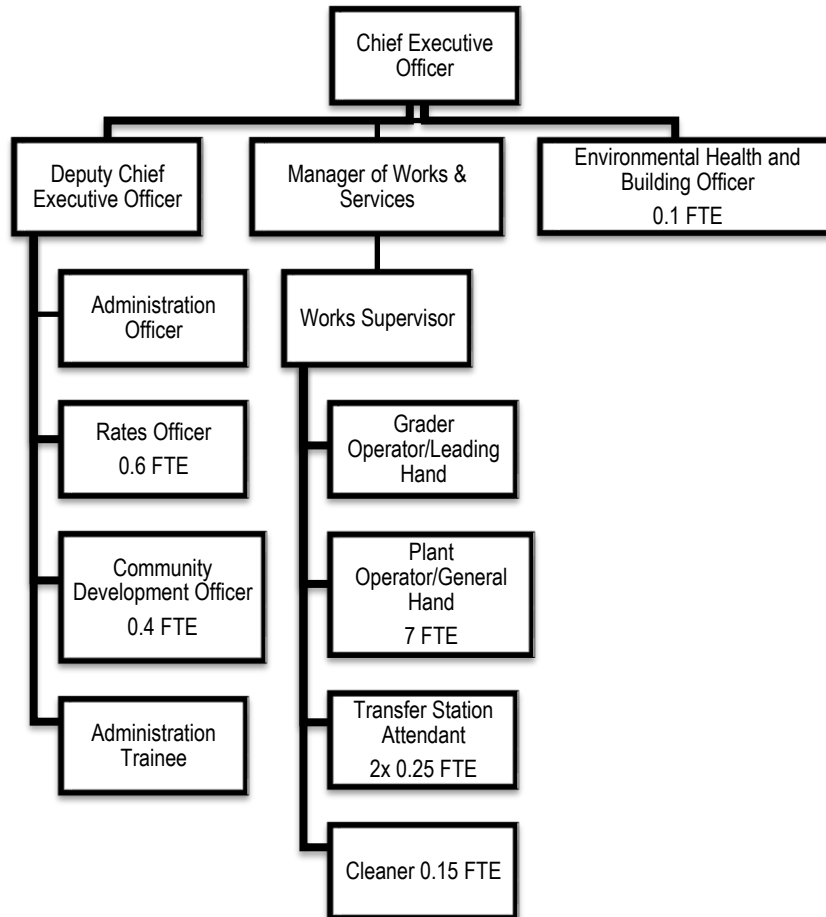 Chief Executive
Officer
Deputy Chief
Executive Officer
Manager of Works &
Services
Environmental Health and
Building Officer
0.1 FTE
Administration
Officer
Rates Officer
0.6 FTE
Community
Development Officer
0.4 FTE
Administration
Trainee
Works Supervisor
Grader
Operator/Leading
Hand
Plant
Operator/General
Hand
7 FTE
Transfer Station
Attendant
2x 0.25 FTE
Cleaner 0.15 FTE